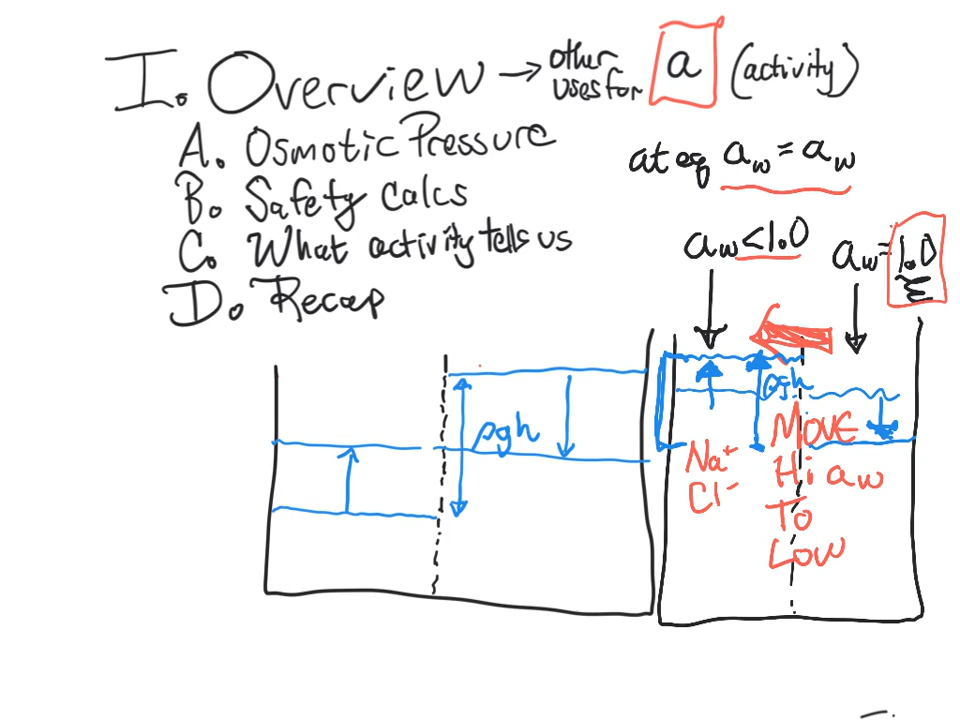 I. Overview → other uses for a (activity)
A. Osmotic Pressure
B. Safety Calcs
C. What activity tells us
D. Recap
at eq aw = aw
aw < 1.0
aw = 1.0
ρgh
ρgh
Na+
Cl-
MOVE
Hi aw
To
Low